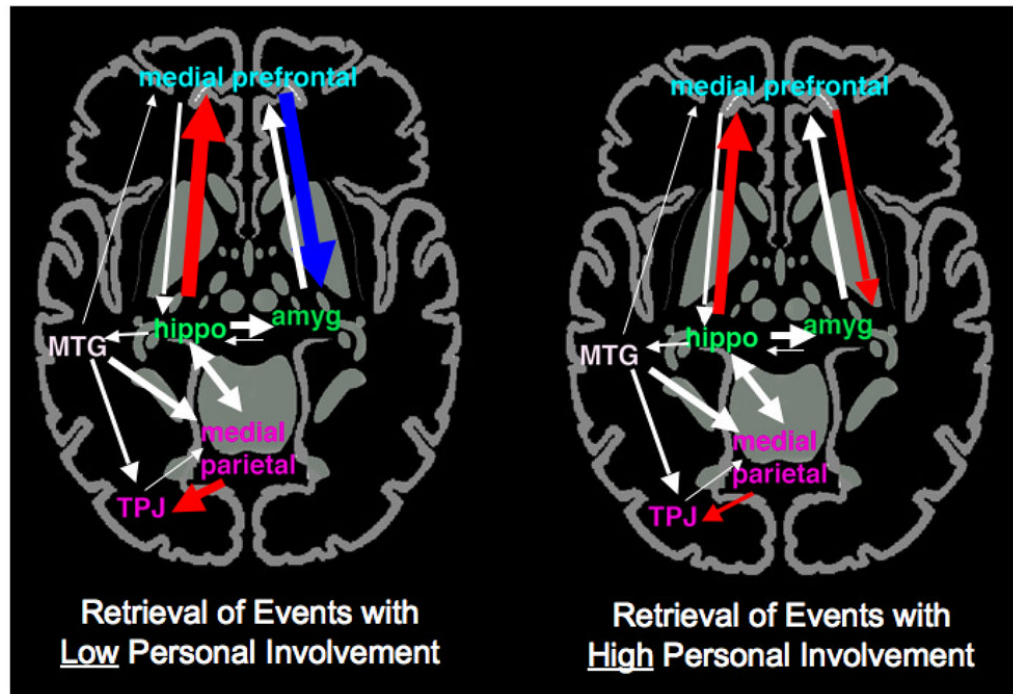 medial prefrontal
hippo
amyg
MTG
medial
parietal
TPJ
Retrieval of Events with
Low Personal Involvement
medial prefrontal
hippo
amyg
MTG
medial
parietal
TPJ
Retrieval of Events with
High Personal Involvement